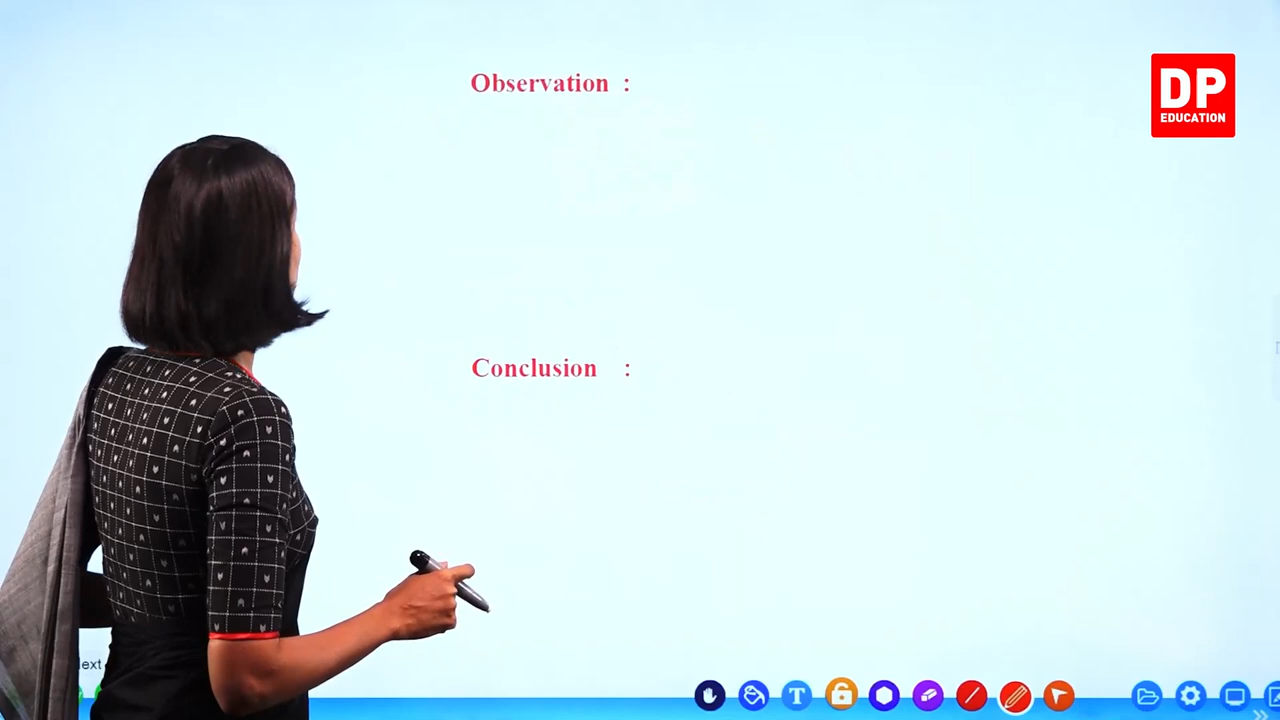 Observation :
DP
EDUCATION
Conclusion :
T